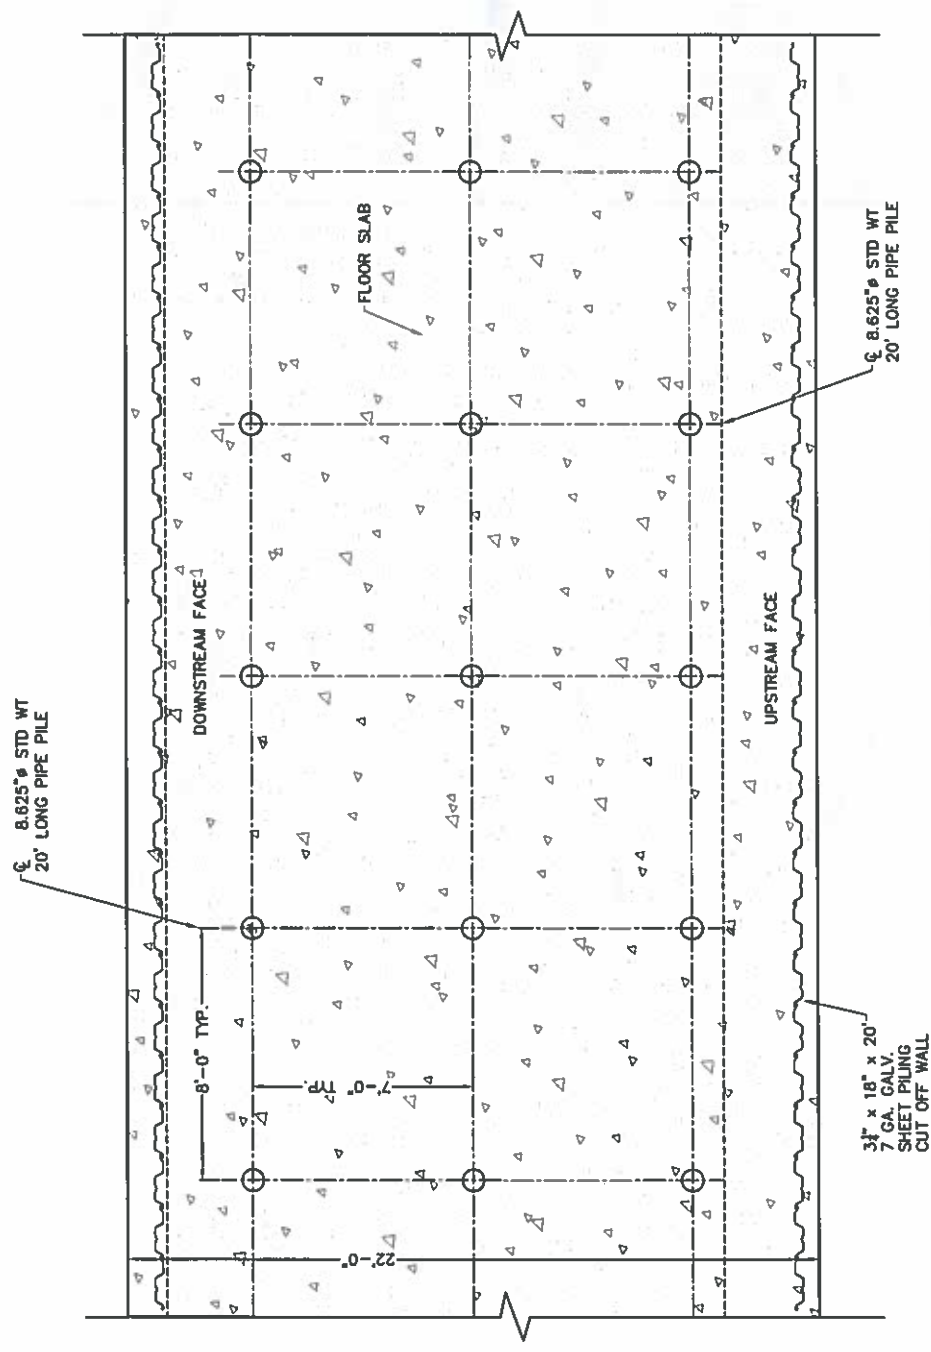 ℄ 8.625"ø STD WT
20' LONG PIPE PILE
DOWNSTREAM FACE
8'-0" TYP.
7'-0" TYP.
22'-0"
FLOOR SLAB
UPSTREAM FACE
℄ 8.625"ø STD WT
20' LONG PIPE PILE
3½" x 18" x 20'
7 GA. GALV.
SHEET PILING
CUT OFF WALL